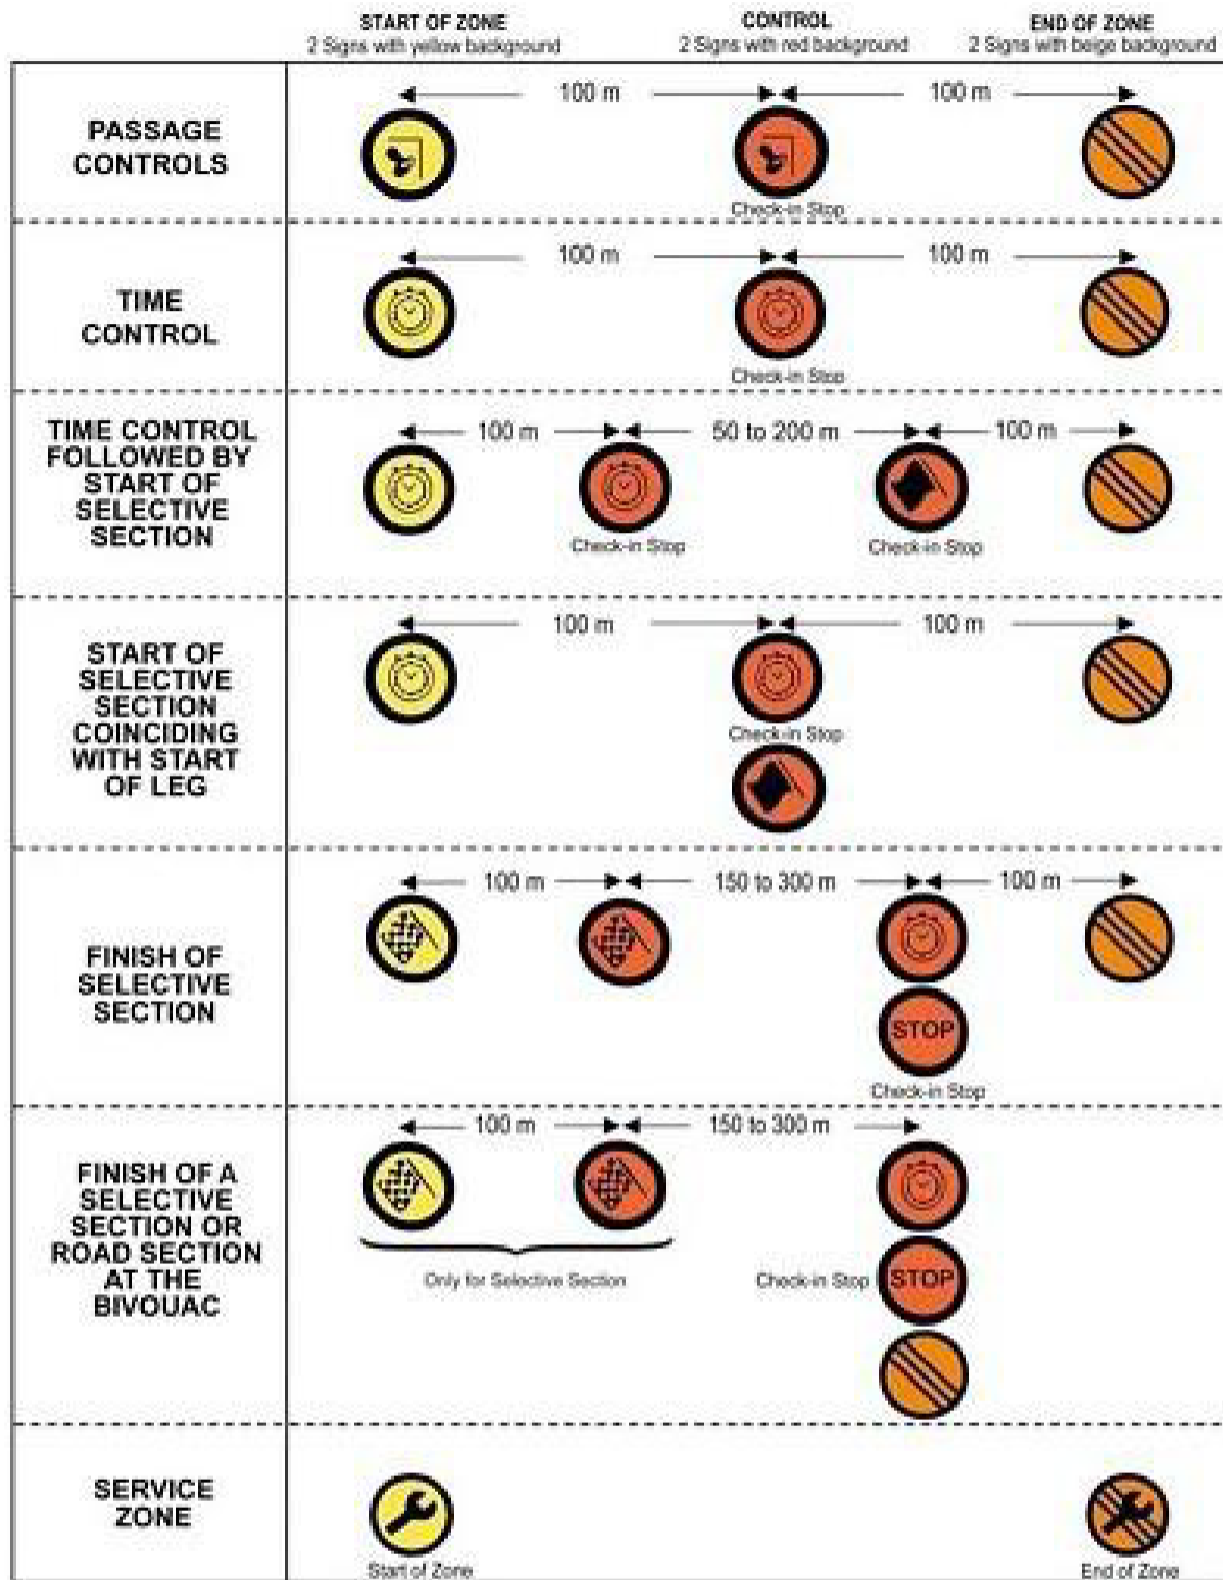 START OF ZONE
2 Signs with yellow background
CONTROL
2 Signs with red background
END OF ZONE
2 Signs with beige background
PASSAGE
CONTROLS
100 m
100 m
Check-in Stop
TIME
CONTROL
100 m
100 m
Check-in Stop
TIME CONTROL
FOLLOWED BY
START OF
SELECTIVE
SECTION
100 m
50 to 200 m
100 m
Check-in Stop
Check-in Stop
START OF
SELECTIVE
SECTION
COINCIDING
WITH START
OF LEG
100 m
100 m
Check-in Stop
FINISH OF
SELECTIVE
SECTION
100 m
150 to 300 m
100 m
STOP
Check-in Stop
FINISH OF A
SELECTIVE
SECTION OR
ROAD SECTION
AT THE
BIVOUAC
100 m
150 to 300 m
Only for Selective Section
Check-in Stop
STOP
SERVICE
ZONE
Start of Zone
End of Zone